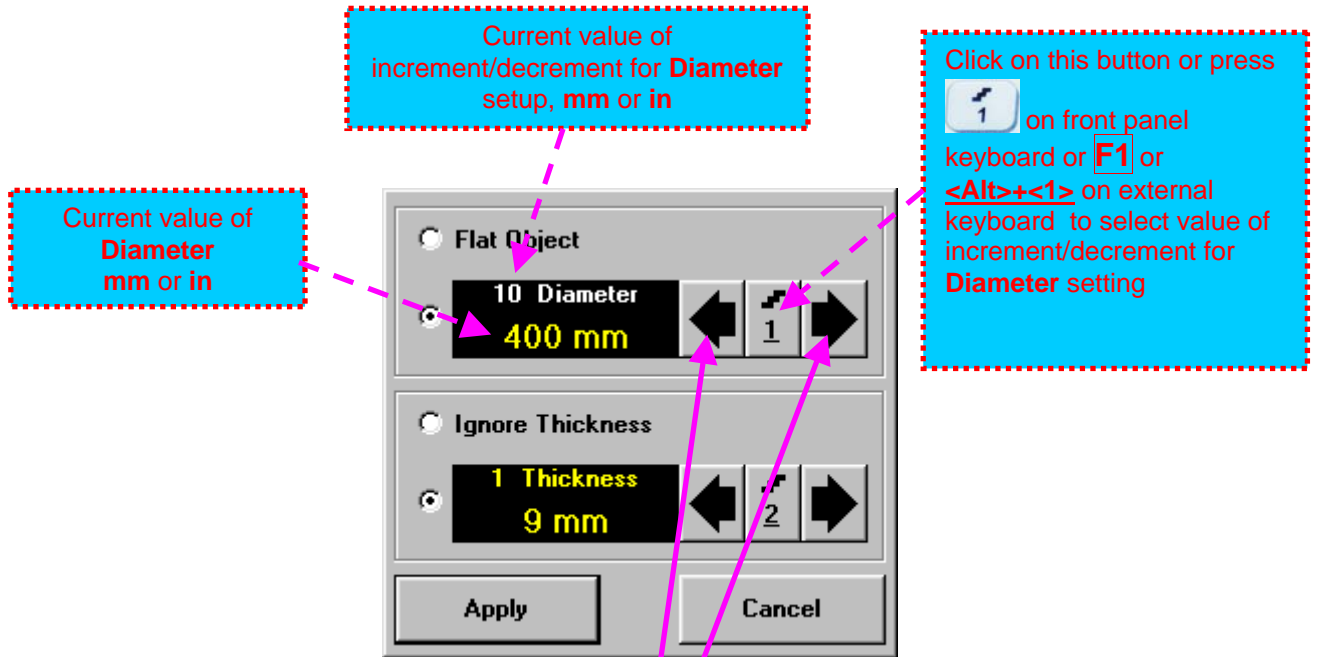 Current value of
increment/decrement for Diameter
setup, mm or in
Click on this button or press
1 on front panel
keyboard or F1 or
<Alt>+<1> on external
keyboard to select value of
increment/decrement for
Diameter setting
Current value of
Diameter
mm or in
Flat Object
10 Diameter
400 mm
1
Ignore Thickness
1 Thickness
9 mm
2
Apply
Cancel